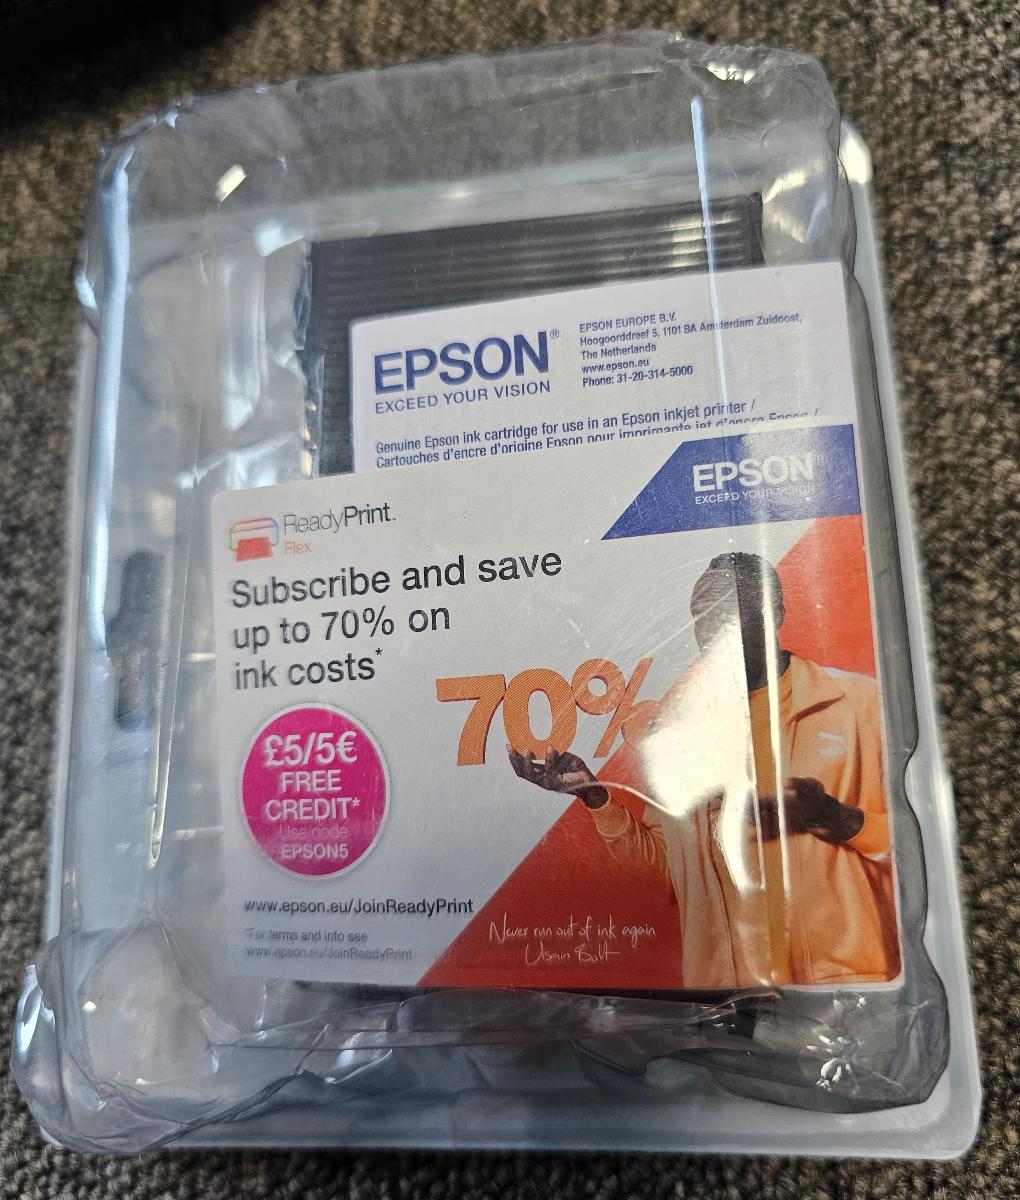 EPSON®
EXCEED YOUR VISION
EPSON EUROPE B.V.
Hoogoorddreef 5, 1101 BA Amsterdam Zuidoost,
The Netherlands
www.epson.eu
Phone: 31-20-314-5000
Genuine Epson ink cartridge for use in an Epson inkjet printer /
Cartouches d'encre d'origine Epson pour imprimante jet d'encre Epson /
EPSON®
EXCEED YOUR VISION
ReadyPrint™
Flex
Subscribe and save
up to 70% on
ink costs*
70%
£5/5€
FREE
CREDIT*
Use code
EPSON5
www.epson.eu/JoinReadyPrint
*For terms and info see
www.epson.eu/JoinReadyPrint
Never run out of ink again
Usain Bolt